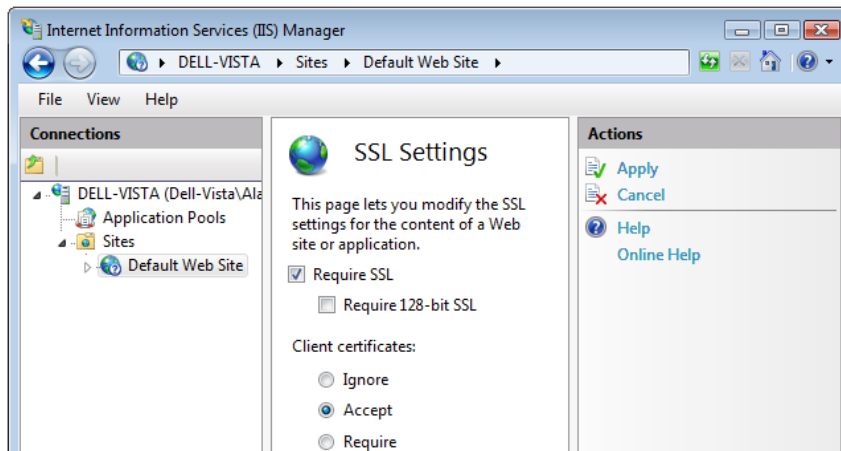 Internet Information Services (IIS) Manager
DELL-VISTA Sites Default Web Site
File View Help
Connections
DELL-VISTA (Dell-Vista\Ala
Application Pools
Sites
Default Web Site
SSL Settings
This page lets you modify the SSL
settings for the content of a Web
site or application.
Require SSL
Require 128-bit SSL
Client certificates:
Ignore
Accept
Require
Actions
Apply
Cancel
Help
Online Help